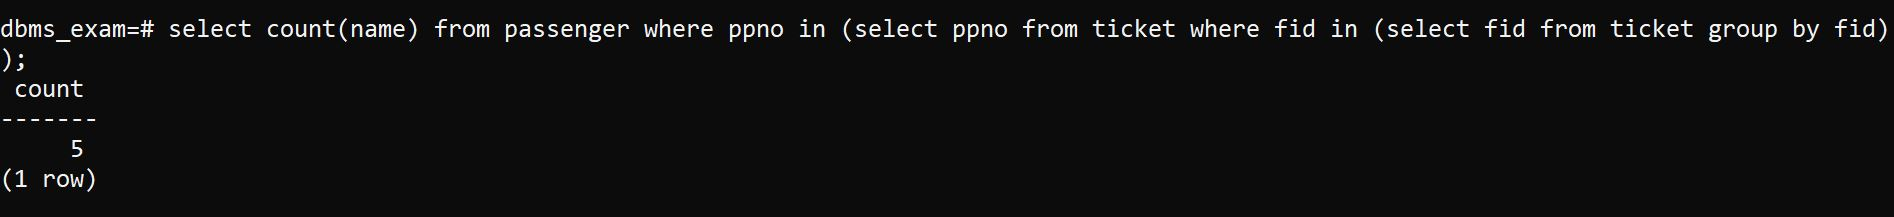 dbms_exam=# select count(name) from passenger where ppno in (select ppno from ticket where fid in (select fid from ticket group by fid)
);
count
-------
5
(1 row)